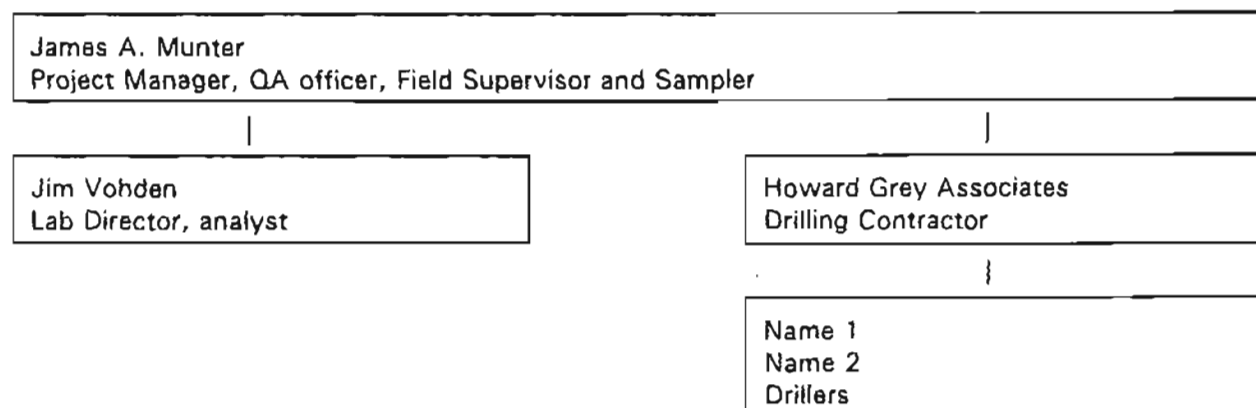 James A. Munter
Project Manager, QA officer, Field Supervisor and Sampler
Jim Vohden
Lab Director, analyst
Howard Grey Associates
Drilling Contractor
Name 1
Name 2
Drillers